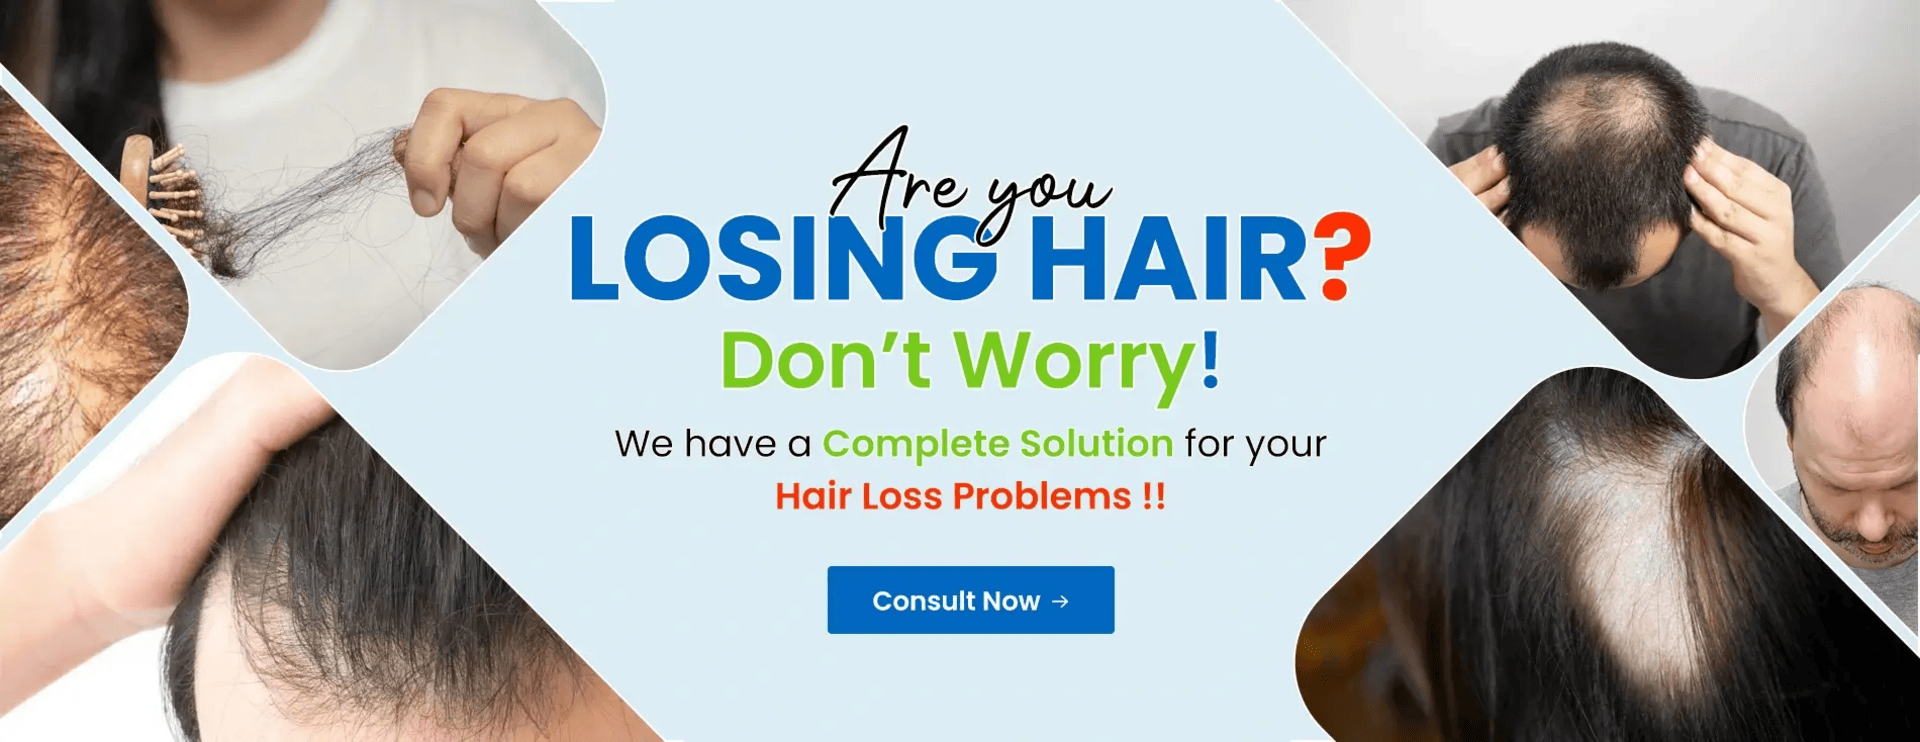 Are you
LOSING HAIR?
Don't Worry!
We have a Complete Solution for your
Hair Loss Problems !!
Consult Now →